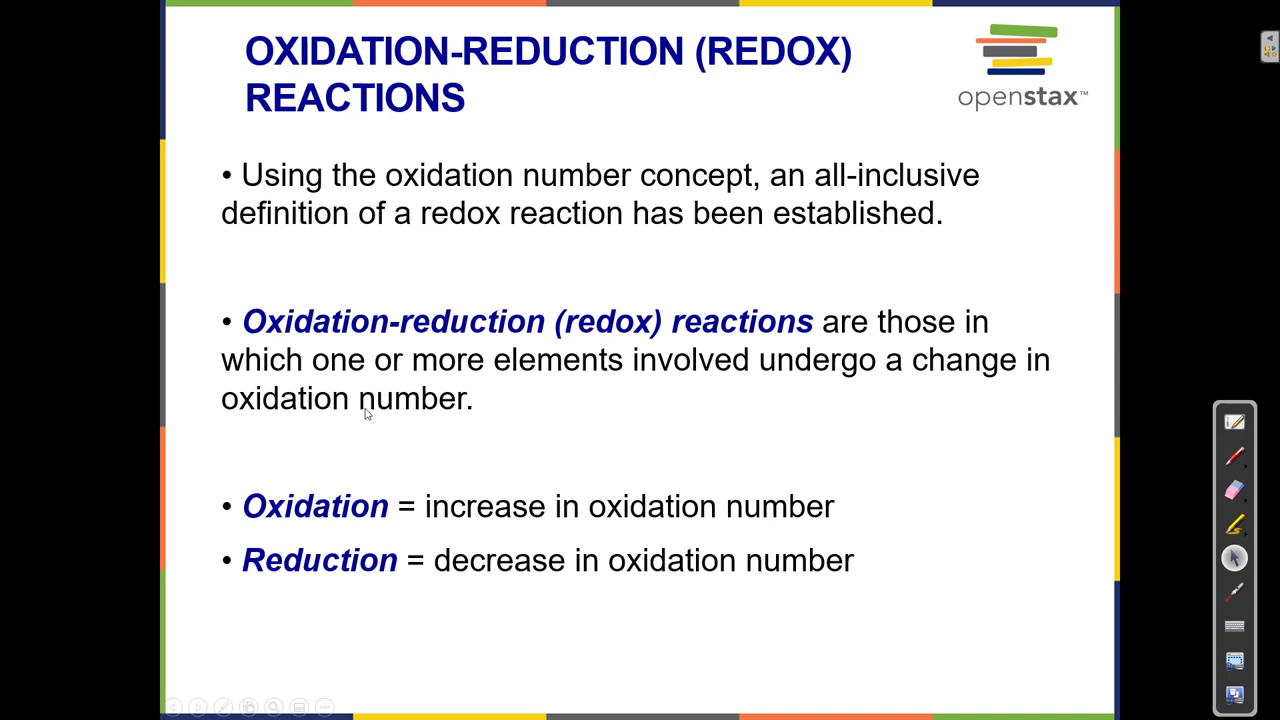 OXIDATION-REDUCTION (REDOX)
REACTIONS
openstax™
• Using the oxidation number concept, an all-inclusive
definition of a redox reaction has been established.
• Oxidation-reduction (redox) reactions are those in
which one or more elements involved undergo a change in
oxidation number.
• Oxidation = increase in oxidation number
• Reduction = decrease in oxidation number